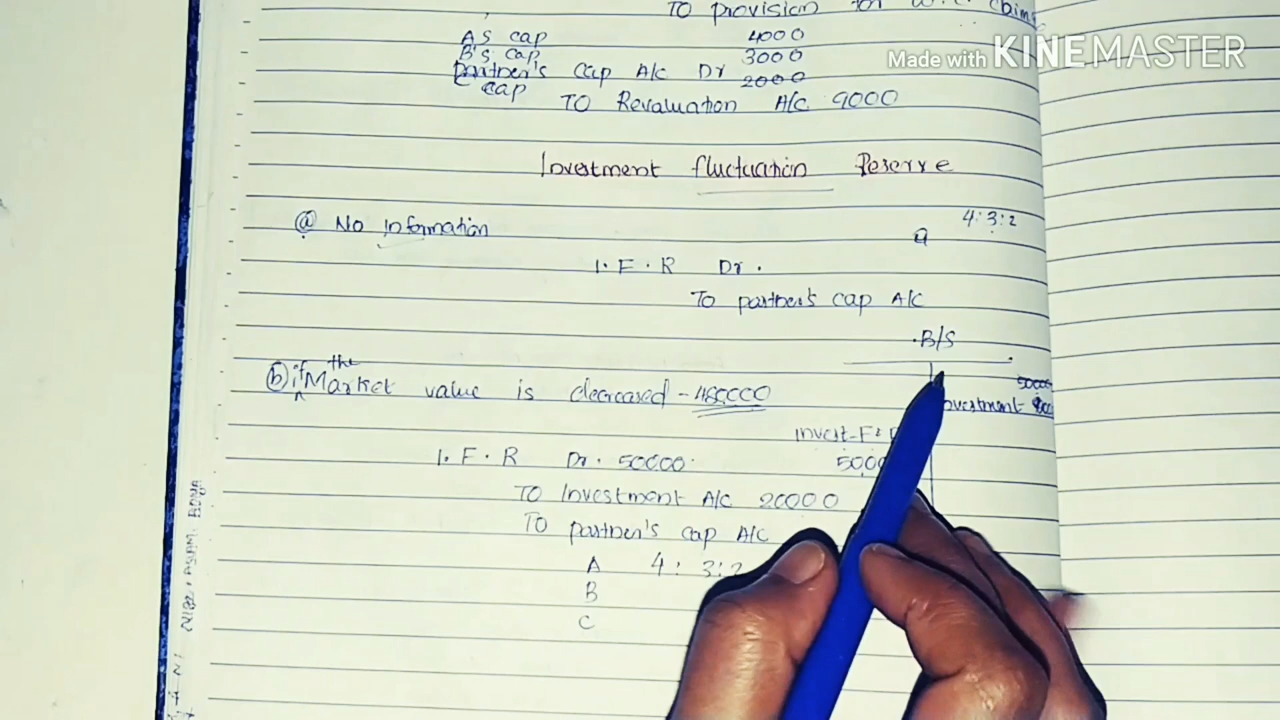 To provision for
Made with KINEMASTER
A's cap 4000
B's cap 3000
Partner's cap A/c Dr 2000
cap
TO Revaluation A/c 9000
Investment fluctuation Reserve
ⓐ No information
4:3:2
a
I.F.R Dr.
To partner's cap A/c
B/S
ⓑ if the Market value is decreased - 480000
I.F.R Dr. 50000
TO Investment A/c 20000
TO partner's cap A/c
A 4:3:2
B
C